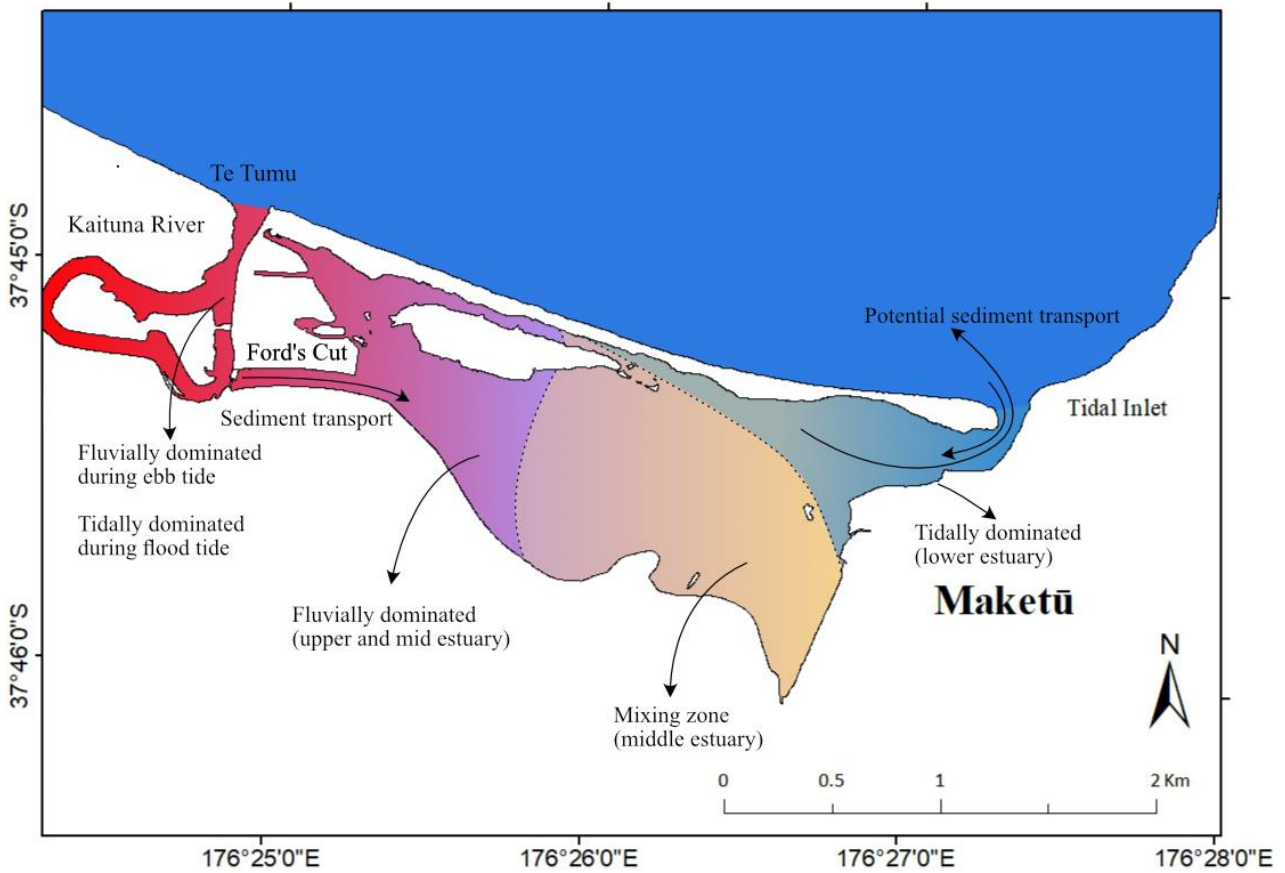 Te Tumu
Kaituna River
37°45'0"S
Potential sediment transport
Ford's Cut
Tidal Inlet
Sediment transport
Fluvially dominated
during ebb tide
Tidally dominated
during flood tide
Tidally dominated
(lower estuary)
Maketū
Fluvially dominated
(upper and mid estuary)
37°46'0"S
N
Mixing zone
(middle estuary)
0 0.5 1 2 Km
176°25'0"E 176°26'0"E 176°27'0"E 176°28'0"E